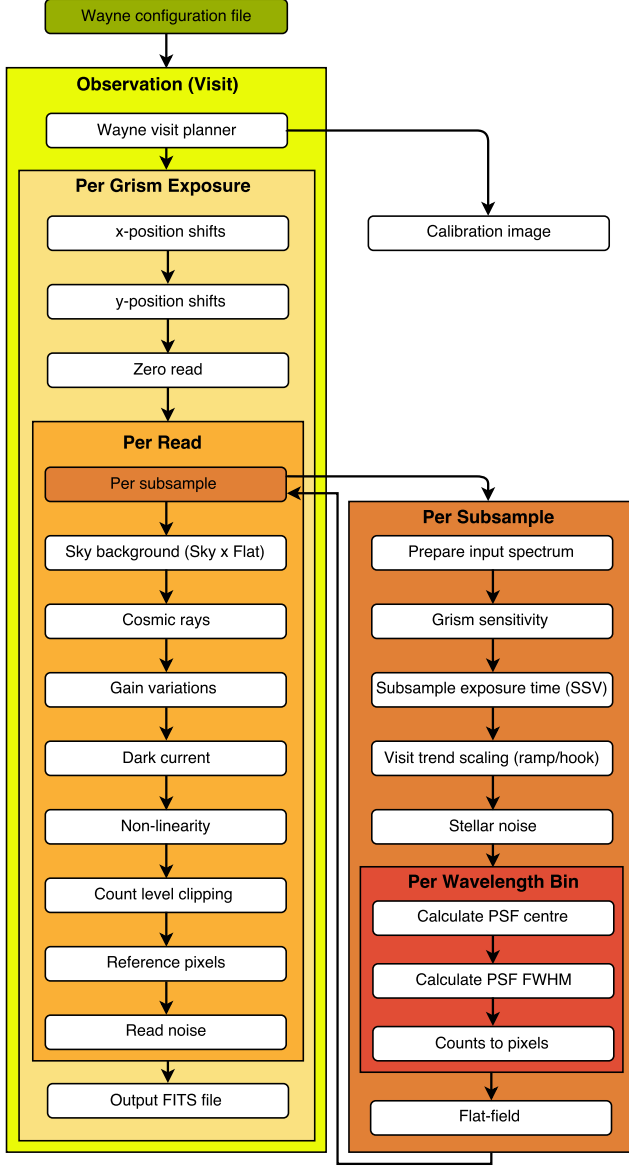 Wayne configuration file
Observation (Visit)
Wayne visit planner
Per Grism Exposure
x-position shifts
Calibration image
y-position shifts
Zero read
Per Read
Per subsample
Sky background (Sky x Flat)
Cosmic rays
Gain variations
Dark current
Non-linearity
Count level clipping
Reference pixels
Read noise
Output FITS file
Per Subsample
Prepare input spectrum
Grism sensitivity
Subsample exposure time (SSV)
Visit trend scaling (ramp/hook)
Stellar noise
Per Wavelength Bin
Calculate PSF centre
Calculate PSF FWHM
Counts to pixels
Flat-field